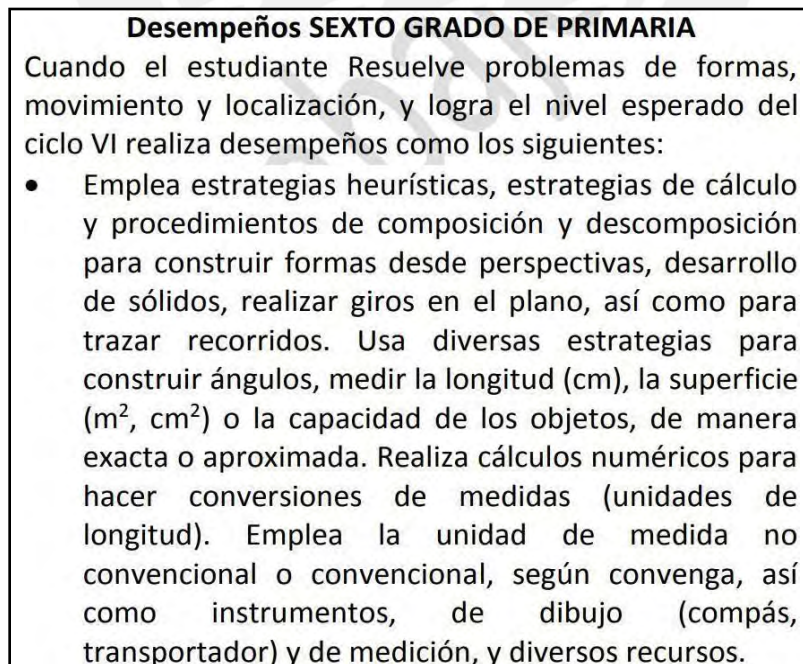 Desempeños SEXTO GRADO DE PRIMARIA
Cuando el estudiante Resuelve problemas de formas,
movimiento y localización, y logra el nivel esperado del
ciclo VI realiza desempeños como los siguientes:
• Emplea estrategias heurísticas, estrategias de cálculo
y procedimientos de composición y descomposición
para construir formas desde perspectivas, desarrollo
de sólidos, realizar giros en el plano, así como para
trazar recorridos. Usa diversas estrategias para
construir ángulos, medir la longitud (cm), la superficie
(m², cm²) o la capacidad de los objetos, de manera
exacta o aproximada. Realiza cálculos numéricos para
hacer conversiones de medidas (unidades de
longitud). Emplea la unidad de medida no
convencional o convencional, según convenga, así
como instrumentos, de dibujo (compás,
transportador) y de medición, y diversos recursos.